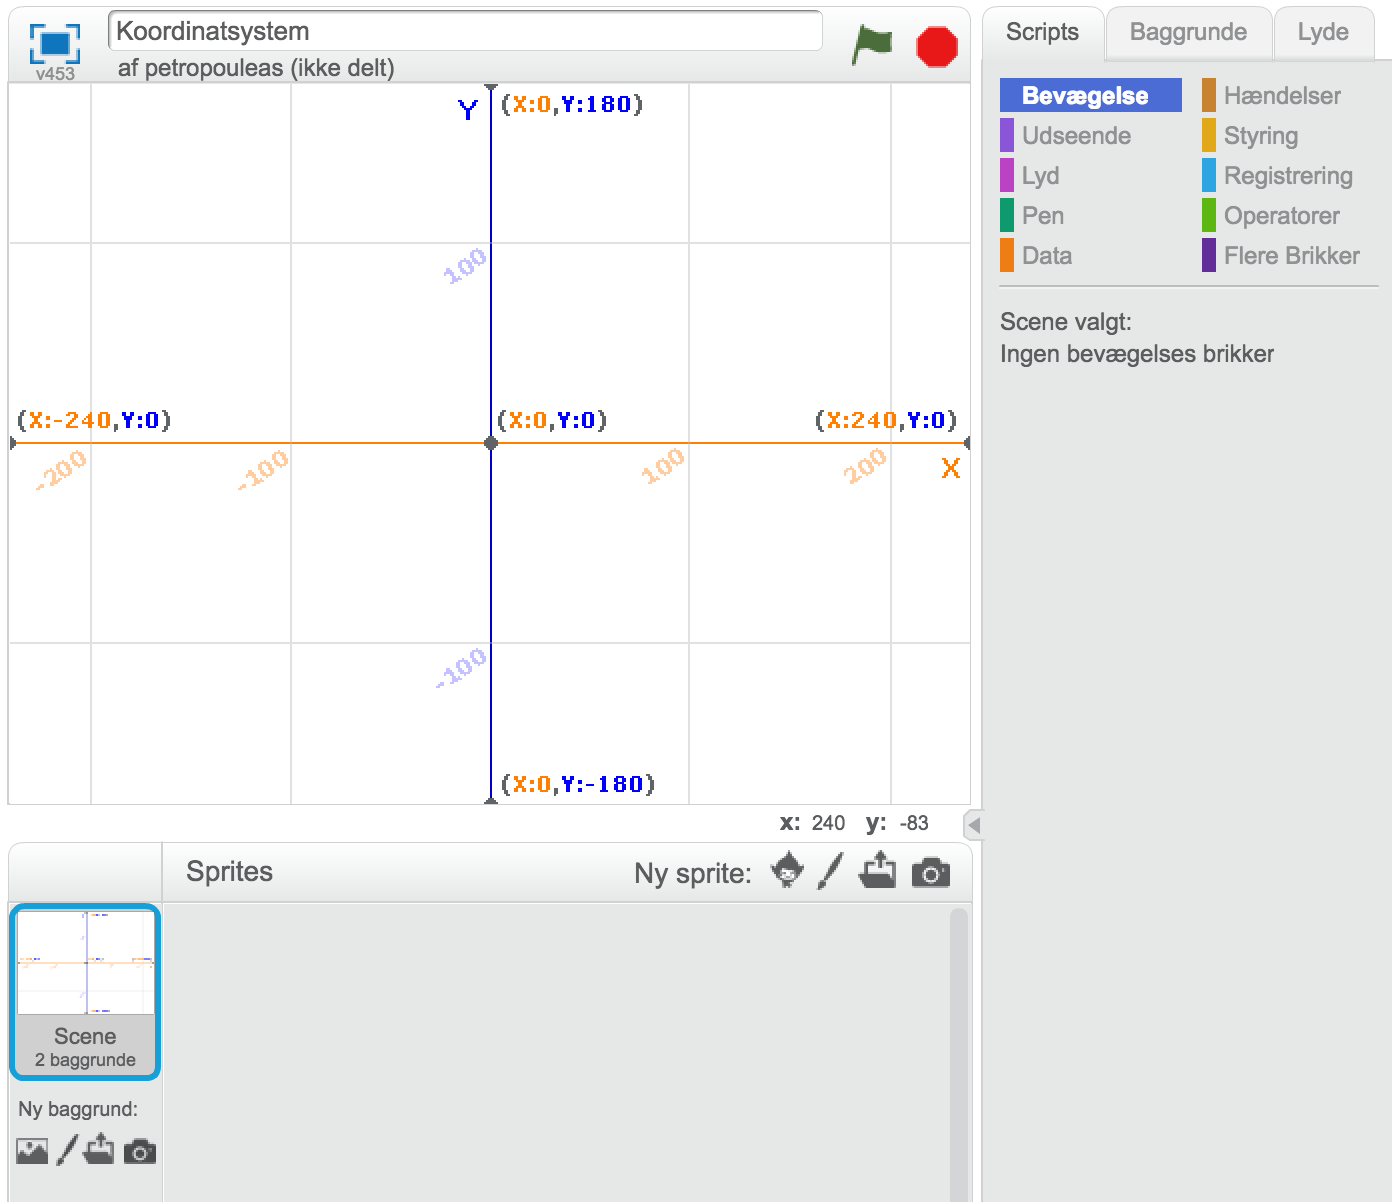 Koordinatsystem
v453
af petropouleas (ikke delt)
Y
(X:0,Y:180)
100
(X:-240,Y:0)
(X:0,Y:0)
(X:240,Y:0)
-200
-100
100
200
X
-100
(X:0,Y:-180)
x: 240 y: -83
Scripts
Baggrunde
Lyde
Bevægelse
Hændelser
Udseende
Styring
Lyd
Registrering
Pen
Operatorer
Data
Flere Brikker
Scene valgt:
Ingen bevægelses brikker
Sprites
Ny sprite:
Scene
2 baggrunde
Ny baggrund: